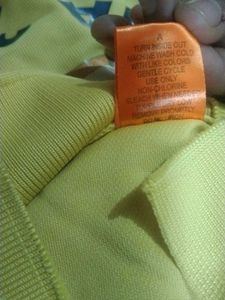 A
TURN INSIDE OUT
MACHINE WASH COLD
WITH LIKE COLORS
GENTLE CYCLE
USE ONLY
NON-CHLORINE
BLEACH WHEN NEEDED